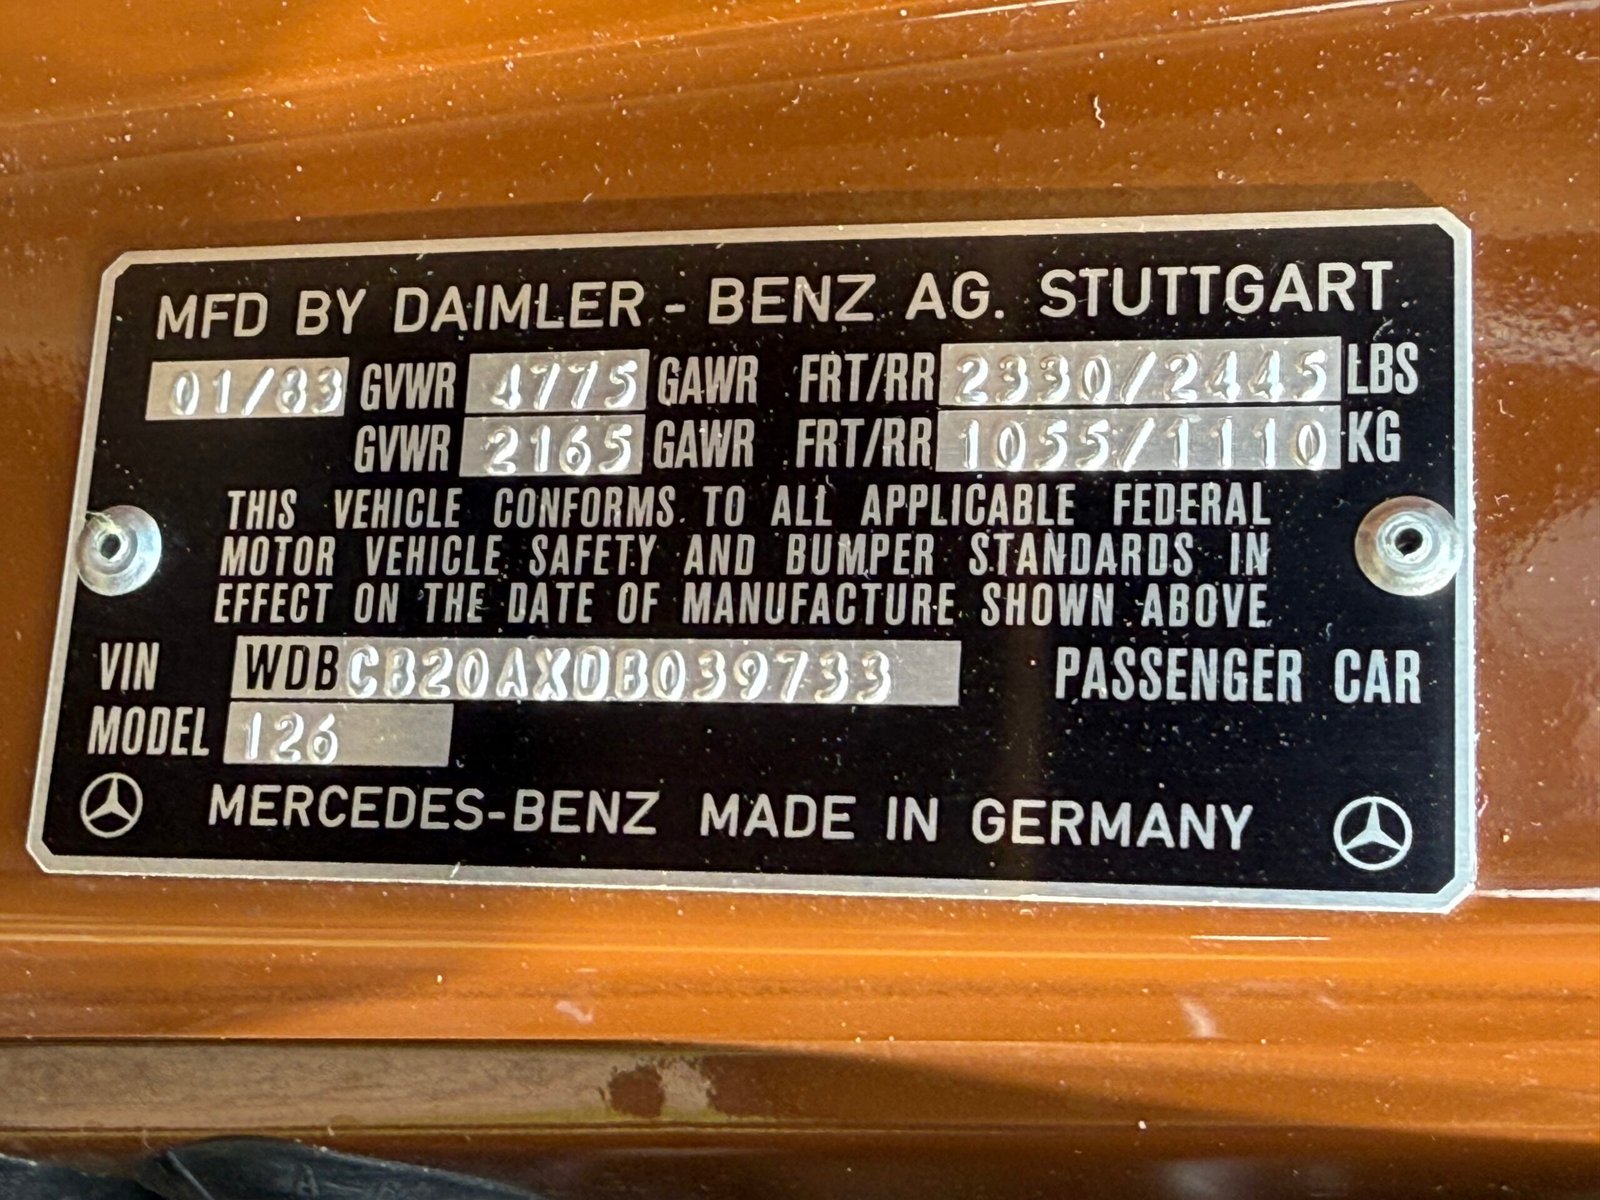 MFD BY DAIMLER-BENZ AG. STUTTGART
01/83 GVWR 4775 GAWR FRT/RR 2330/2445 LBS
GVWR 2165 GAWR FRT/RR 1055/1110 KG
THIS VEHICLE CONFORMS TO ALL APPLICABLE FEDERAL
MOTOR VEHICLE SAFETY AND BUMPER STANDARDS IN
EFFECT ON THE DATE OF MANUFACTURE SHOWN ABOVE
VIN WDBCB20AXDB039733 PASSENGER CAR
MODEL 126
MERCEDES-BENZ MADE IN GERMANY